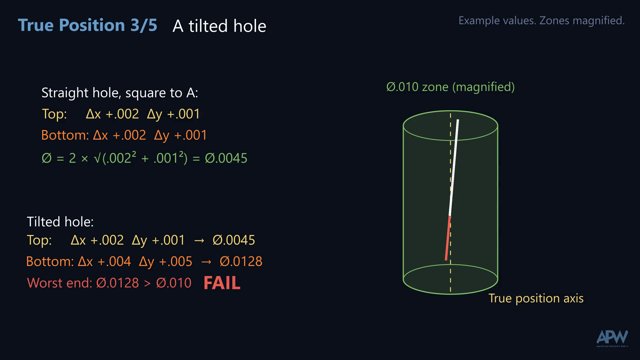 True Position 3/5 A tilted hole
Example values. Zones magnified.
Straight hole, square to A:
Top: Δx +.002 Δy +.001
Bottom: Δx +.002 Δy +.001
Ø = 2 × √(.002² + .001²) = Ø.0045
Tilted hole:
Top: Δx +.002 Δy +.001 → Ø.0045
Bottom: Δx +.004 Δy +.005 → Ø.0128
Worst end: Ø.0128 > Ø.010 FAIL
Ø.010 zone (magnified)
True position axis
APW